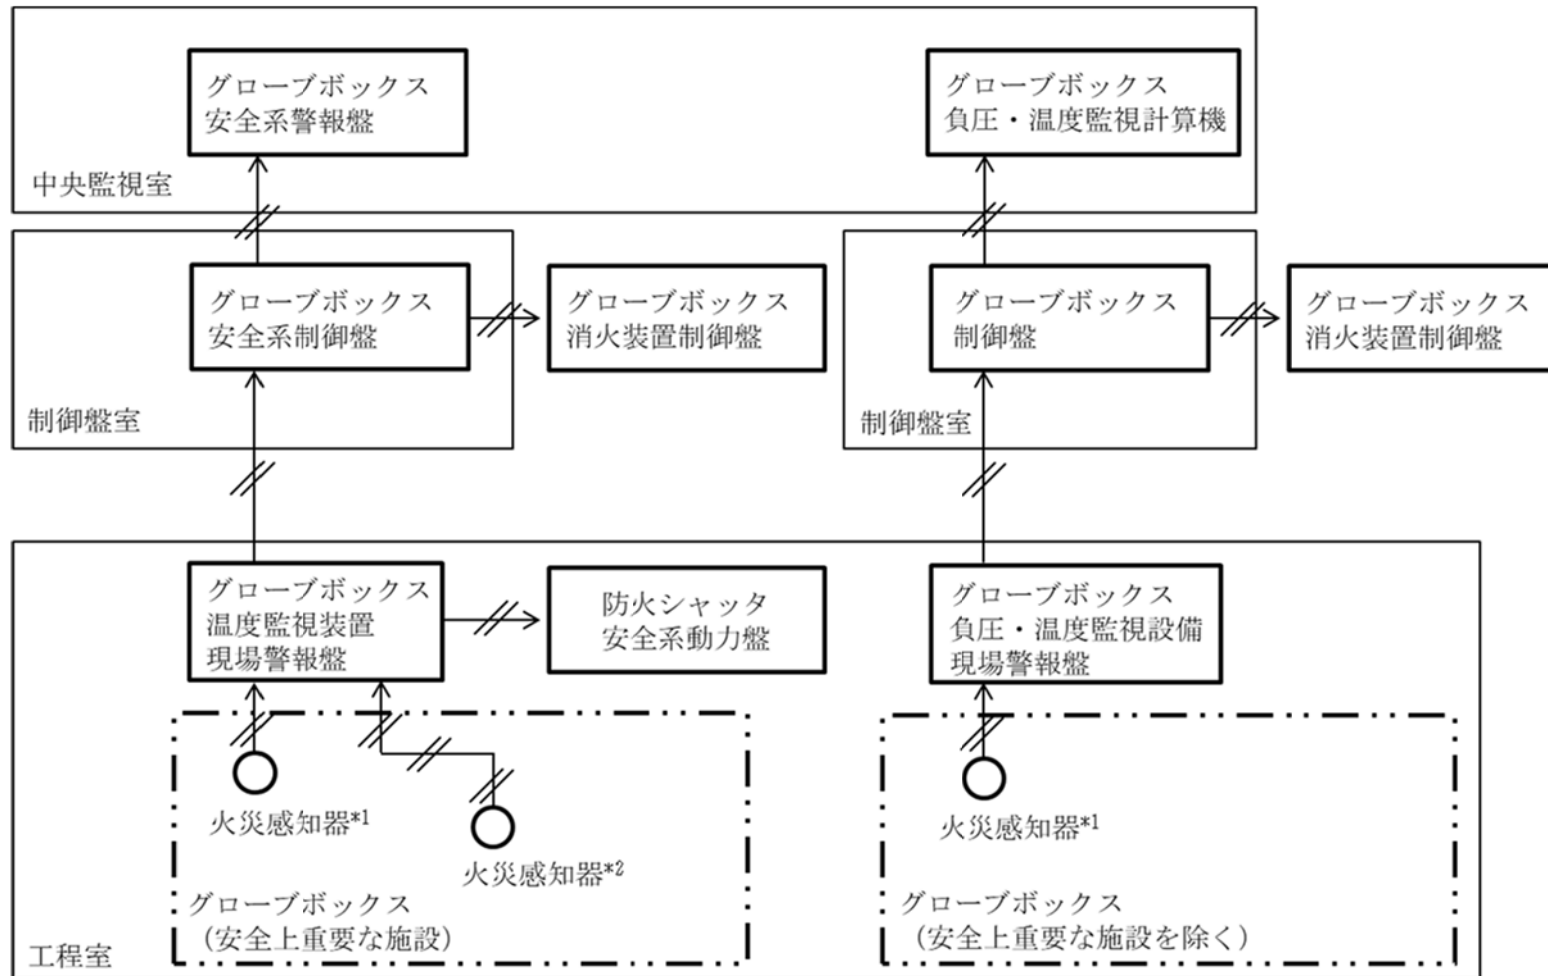 グローブボックス
安全系警報盤
グローブボックス
負圧・温度監視計算機
中央監視室
グローブボックス
安全系制御盤
グローブボックス
消火装置制御盤
グローブボックス
制御盤
グローブボックス
消火装置制御盤
制御盤室
制御盤室
グローブボックス
温度監視装置
現場警報盤
防火シャッタ
安全系動力盤
グローブボックス
負圧・温度監視設備
現場警報盤
火災感知器*1
火災感知器*2
火災感知器*1
グローブボックス
（安全上重要な施設）
グローブボックス
（安全上重要な施設を除く）
工程室